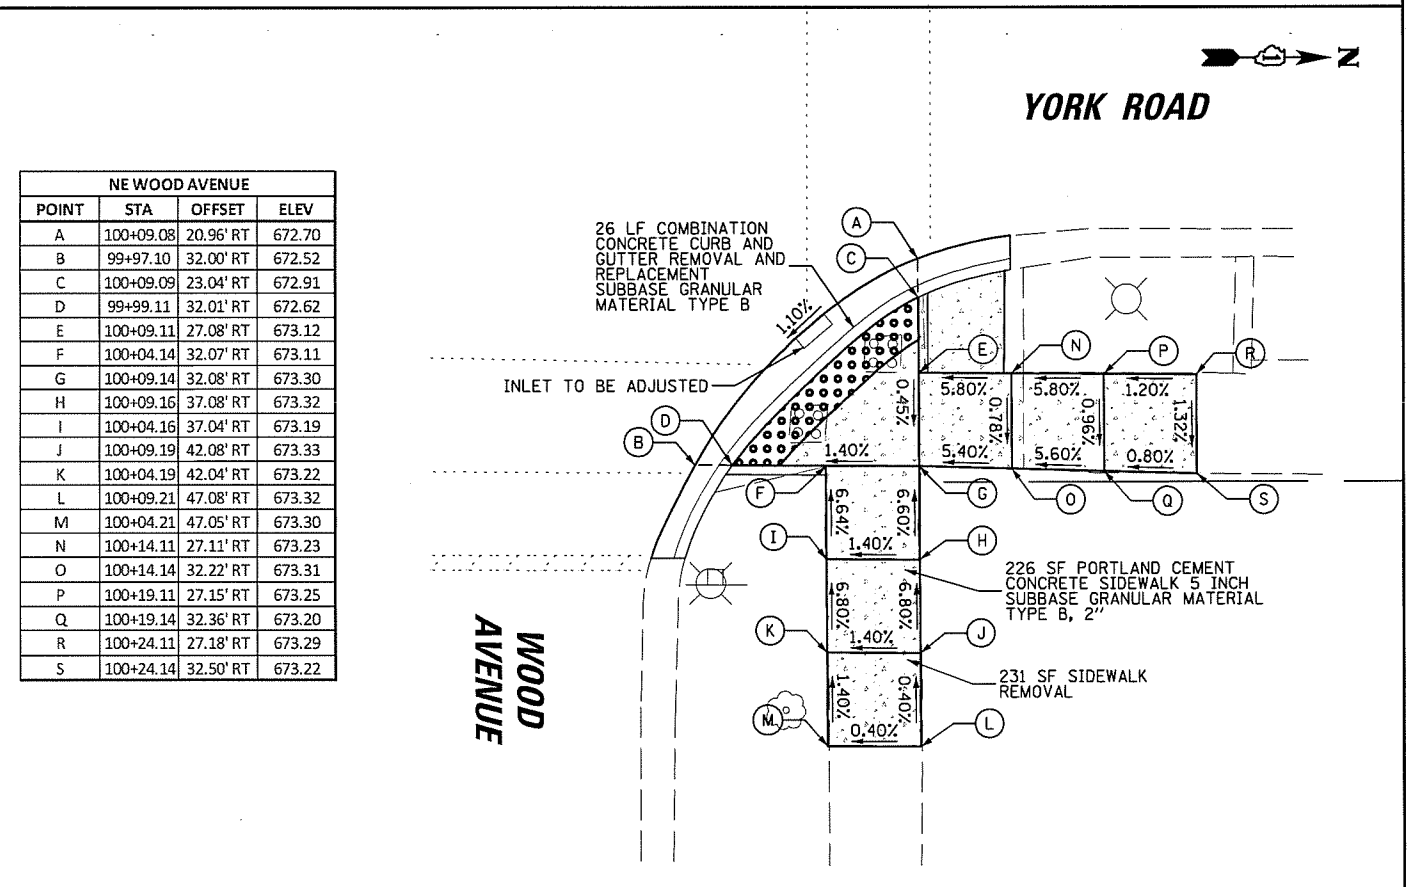 N
YORK ROAD
NE WOOD AVENUE
POINT STA OFFSET ELEV
A 100+09.08 20.96' RT 672.70
B 99+97.10 32.00' RT 672.52
C 100+09.09 23.04' RT 672.91
D 99+99.11 32.01' RT 672.62
E 100+09.11 27.08' RT 673.12
F 100+04.14 32.07' RT 673.11
G 100+09.14 32.08' RT 673.30
H 100+09.16 37.08' RT 673.32
I 100+04.16 37.04' RT 673.19
J 100+09.19 42.08' RT 673.33
K 100+04.19 42.04' RT 673.22
L 100+09.21 47.08' RT 673.32
M 100+04.21 47.05' RT 673.30
N 100+14.11 27.11' RT 673.23
O 100+14.14 32.22' RT 673.31
P 100+19.11 27.15' RT 673.25
Q 100+19.14 32.36' RT 673.20
R 100+24.11 27.18' RT 673.29
S 100+24.14 32.50' RT 673.22
26 LF COMBINATION
CONCRETE CURB AND
GUTTER REMOVAL AND
REPLACEMENT
SUBBASE GRANULAR
MATERIAL TYPE B
A
C
1.10%
INLET TO BE ADJUSTED
E
N
P
R
5.80%
5.80%
1.20%
0.45%
0.78%
0.96%
1.32%
D
B
1.40%
5.40%
5.60%
0.80%
F
G
O
Q
S
6.64%
6.60%
I
1.40%
H
226 SF PORTLAND CEMENT
CONCRETE SIDEWALK 5 INCH
SUBBASE GRANULAR MATERIAL
TYPE B, 2"
6.80%
6.80%
K
1.40%
J
231 SF SIDEWALK
REMOVAL
1.40%
0.40%
M
0.40%
L
WOOD
AVENUE